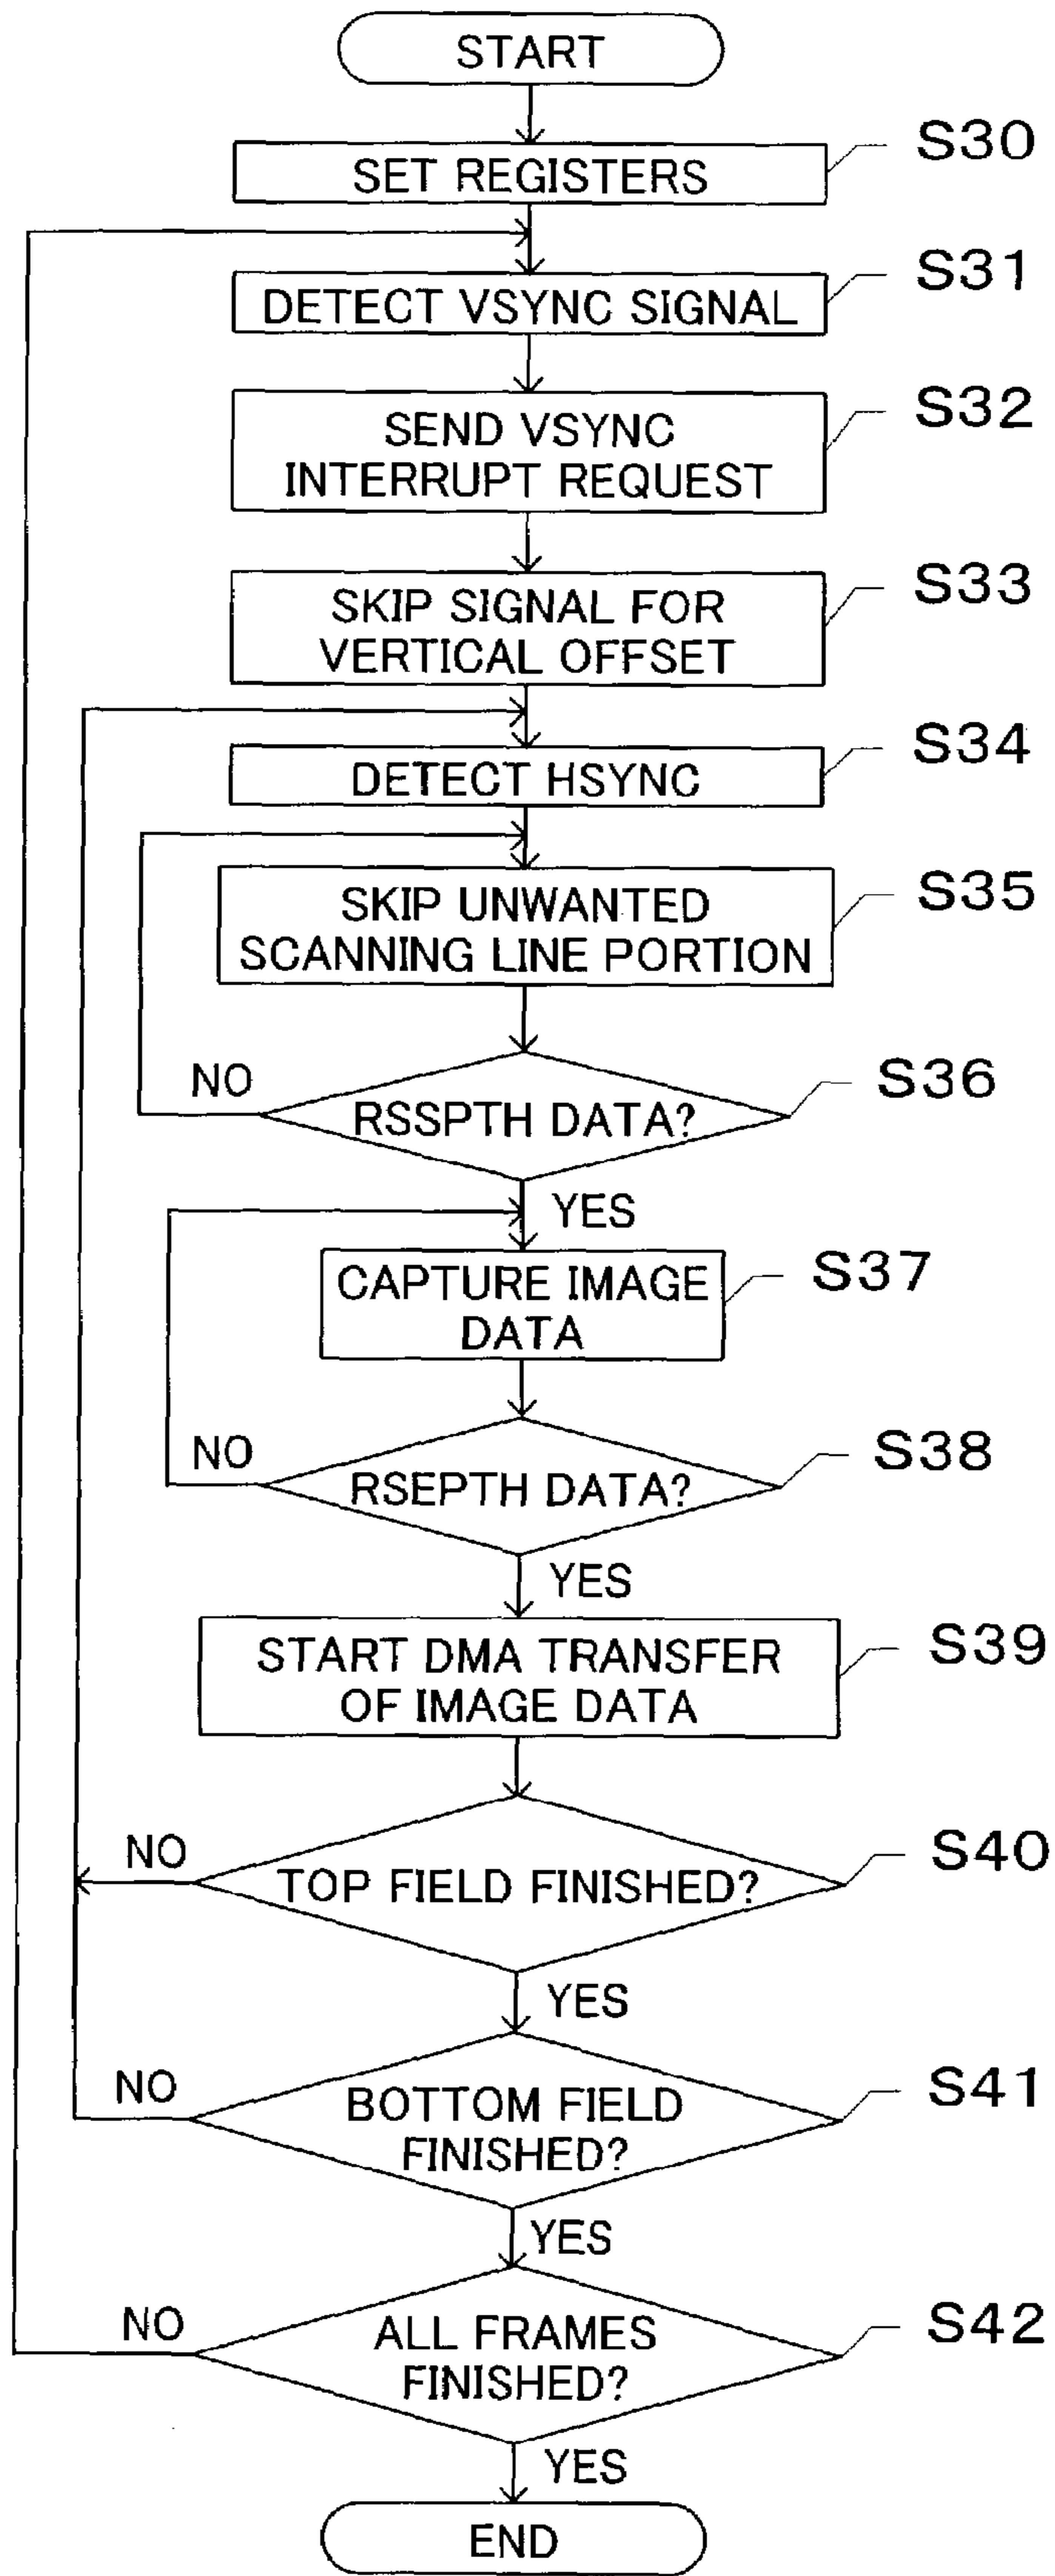 START
S30
SET REGISTERS
S31
DETECT VSYNC SIGNAL
S32
SEND VSYNC
INTERRUPT REQUEST
S33
SKIP SIGNAL FOR
VERTICAL OFFSET
S34
DETECT HSYNC
S35
SKIP UNWANTED
SCANNING LINE PORTION
S36
NO
RSSPTH DATA?
YES
S37
CAPTURE IMAGE
DATA
S38
NO
RSEPTH DATA?
YES
S39
START DMA TRANSFER
OF IMAGE DATA
S40
NO
TOP FIELD FINISHED?
YES
S41
NO
BOTTOM FIELD
FINISHED?
YES
S42
NO
ALL FRAMES
FINISHED?
YES
END